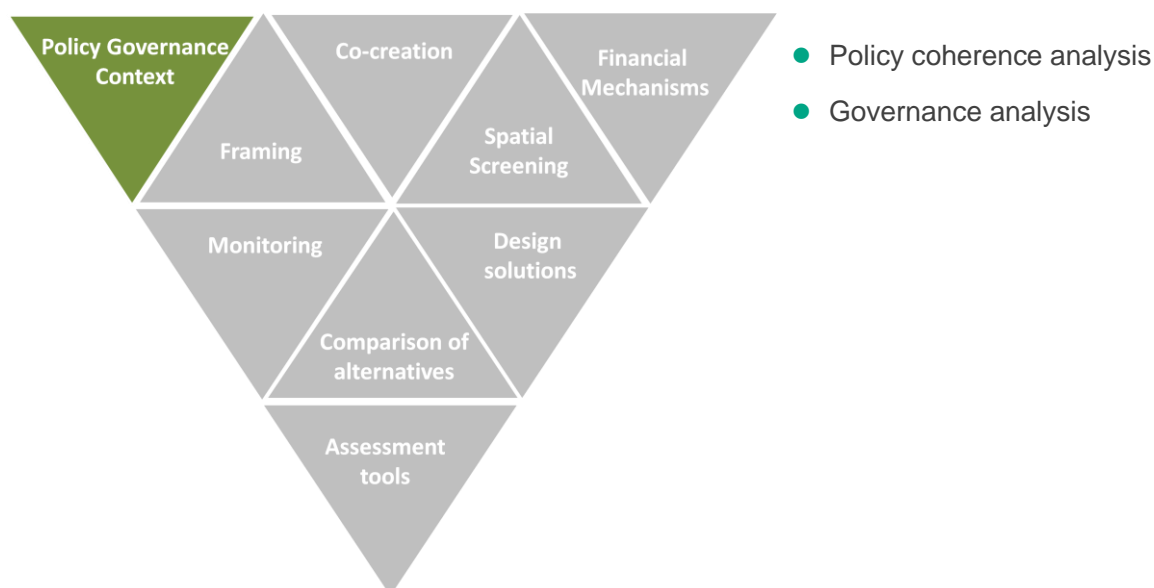 Policy Governance
Context
Co-creation
Financial
Mechanisms
Framing
Spatial
Screening
Monitoring
Design
solutions
Comparison of
alternatives
Assessment
tools
Policy coherence analysis
Governance analysis